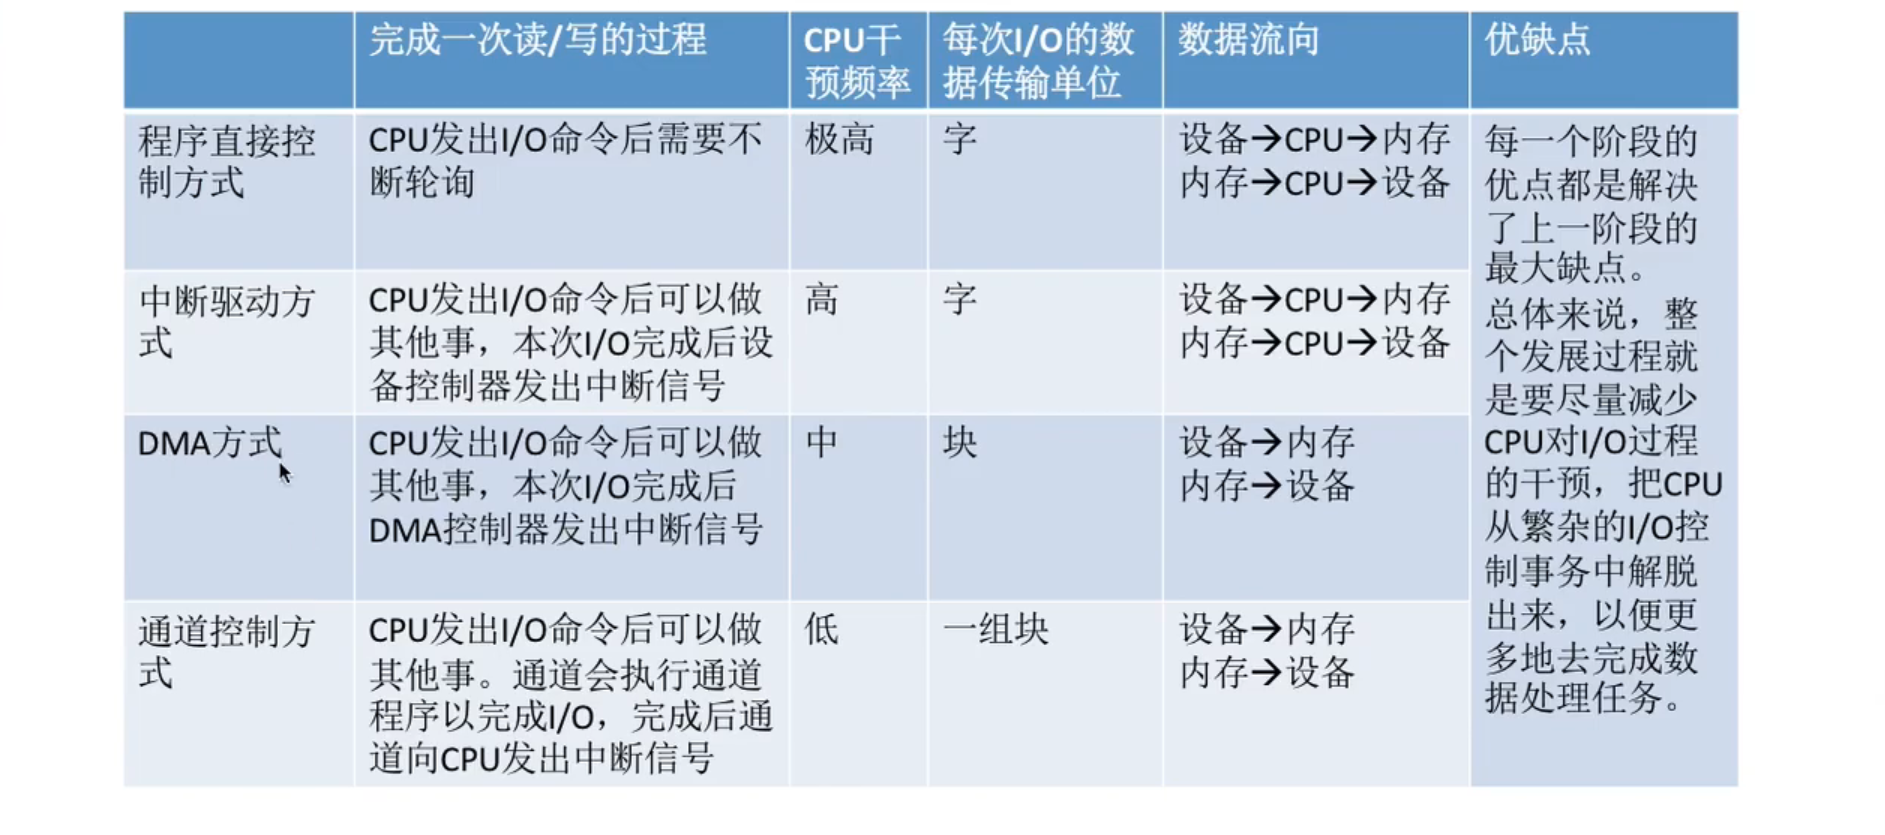 完成一次读/写的过程
CPU干
预频率
每次I/O的数
据传输单位
数据流向
优缺点
程序直接控
制方式
CPU发出I/O命令后需要不
断轮询
极高
字
设备→CPU→内存
内存→CPU→设备
每一个阶段的
优点都是解决
了上一阶段的
最大缺点。
总体来说，整
个发展过程就
是要尽量减少
CPU对I/O过程
的干预，把CPU
从繁杂的I/O控
制事务中解脱
出来，以便更
多地去完成数
据处理任务。
中断驱动方
式
CPU发出I/O命令后可以做
其他事，本次I/O完成后设
备控制器发出中断信号
高
字
设备→CPU→内存
内存→CPU→设备
DMA方式
CPU发出I/O命令后可以做
其他事，本次I/O完成后
DMA控制器发出中断信号
中
块
设备→内存
内存→设备
通道控制方
式
CPU发出I/O命令后可以做
其他事。通道会执行通道
程序以完成I/O，完成后通
道向CPU发出中断信号
低
一组块
设备→内存
内存→设备